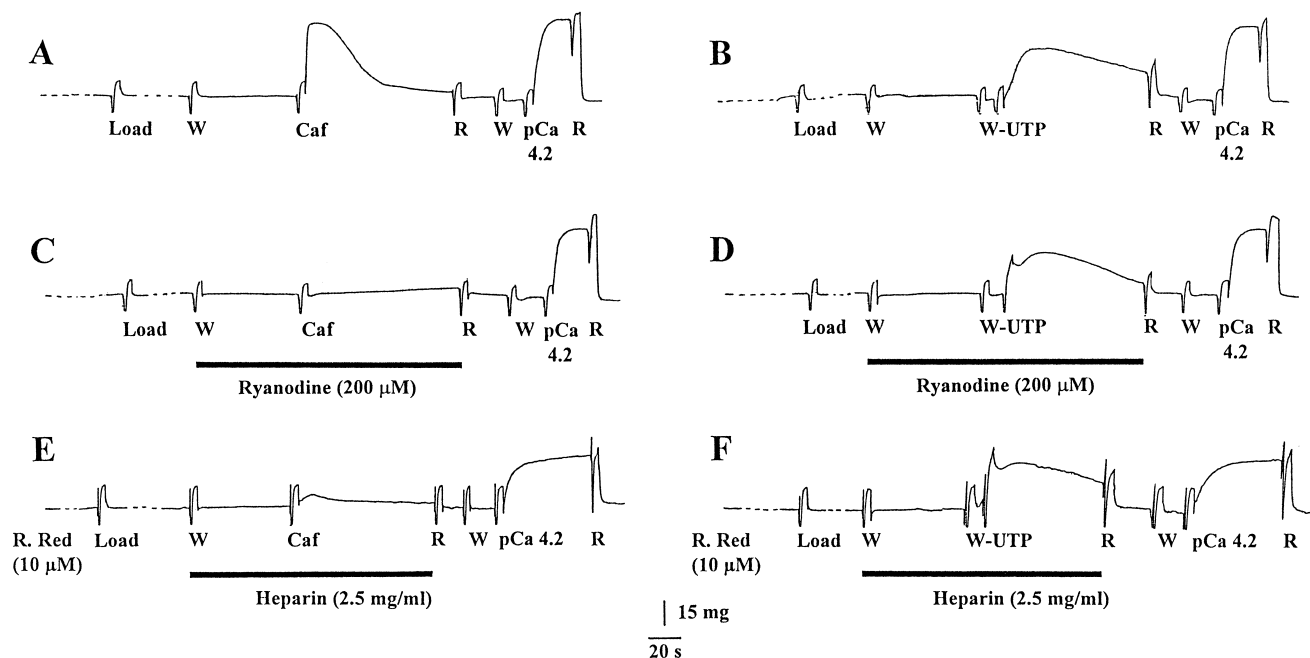 A
Load W Caf R W pCa 4.2 R
B
Load W W-UTP R W pCa 4.2 R
C
Load W Caf R W pCa 4.2 R
Ryanodine (200 μM)
D
Load W W-UTP R W pCa 4.2 R
Ryanodine (200 μM)
E
R. Red (10 μM) Load W Caf R W pCa 4.2 R
Heparin (2.5 mg/ml)
F
R. Red (10 μM) Load W W-UTP R W pCa 4.2 R
Heparin (2.5 mg/ml)
15 mg
20 s